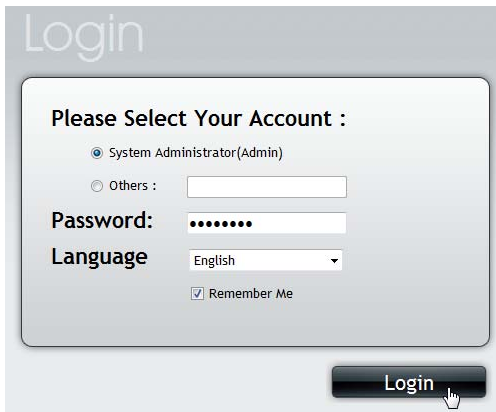 Login
Please Select Your Account :
System Administrator(Admin)
Others :
Password: ••••••••
Language English
Remember Me
Login